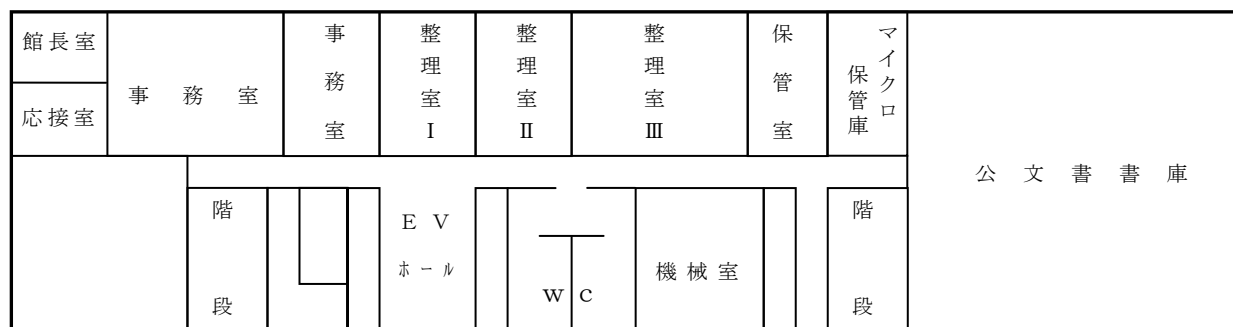 館長室
応接室
事務室
事務室
整理室Ⅰ
整理室Ⅱ
整理室Ⅲ
保管室
マイクロ
保管庫
公文書書庫
階段
ＥＶ
ホール
ｗｃ
機械室
階段